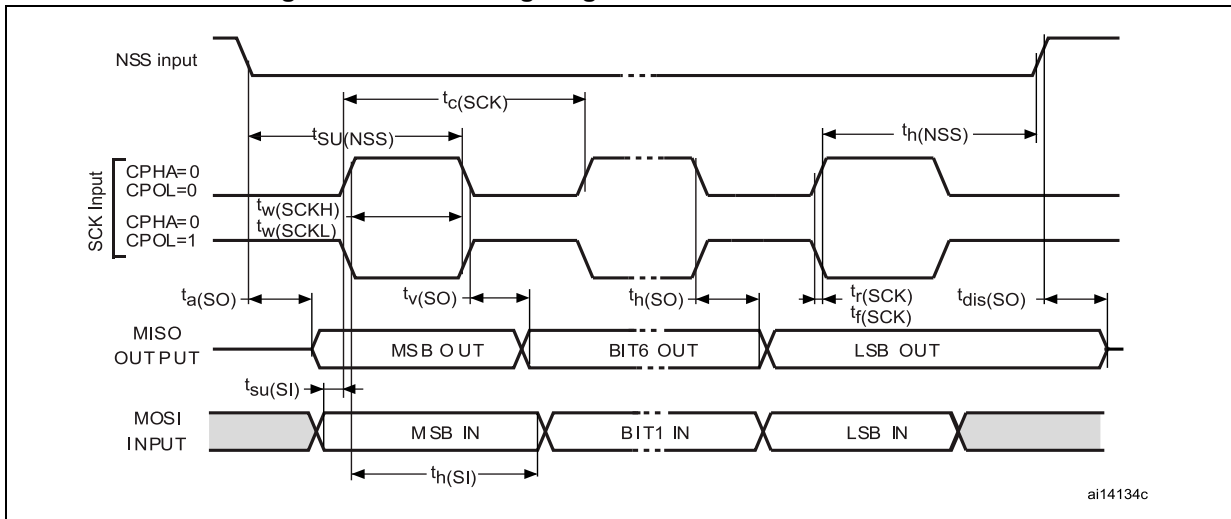 NSS input
tc(SCK)
tSU(NSS)
th(NSS)
SCK Input
CPHA=0
CPOL=0
tw(SCKH)
CPHA=0
tw(SCKL)
CPOL=1
ta(SO)
tv(SO)
th(SO)
tr(SCK)
tf(SCK)
tdis(SO)
MISO
OUTPUT
MSB OUT
BIT6 OUT
LSB OUT
tsu(SI)
MOSI
INPUT
MSB IN
BIT1 IN
LSB IN
th(SI)
ai14134c